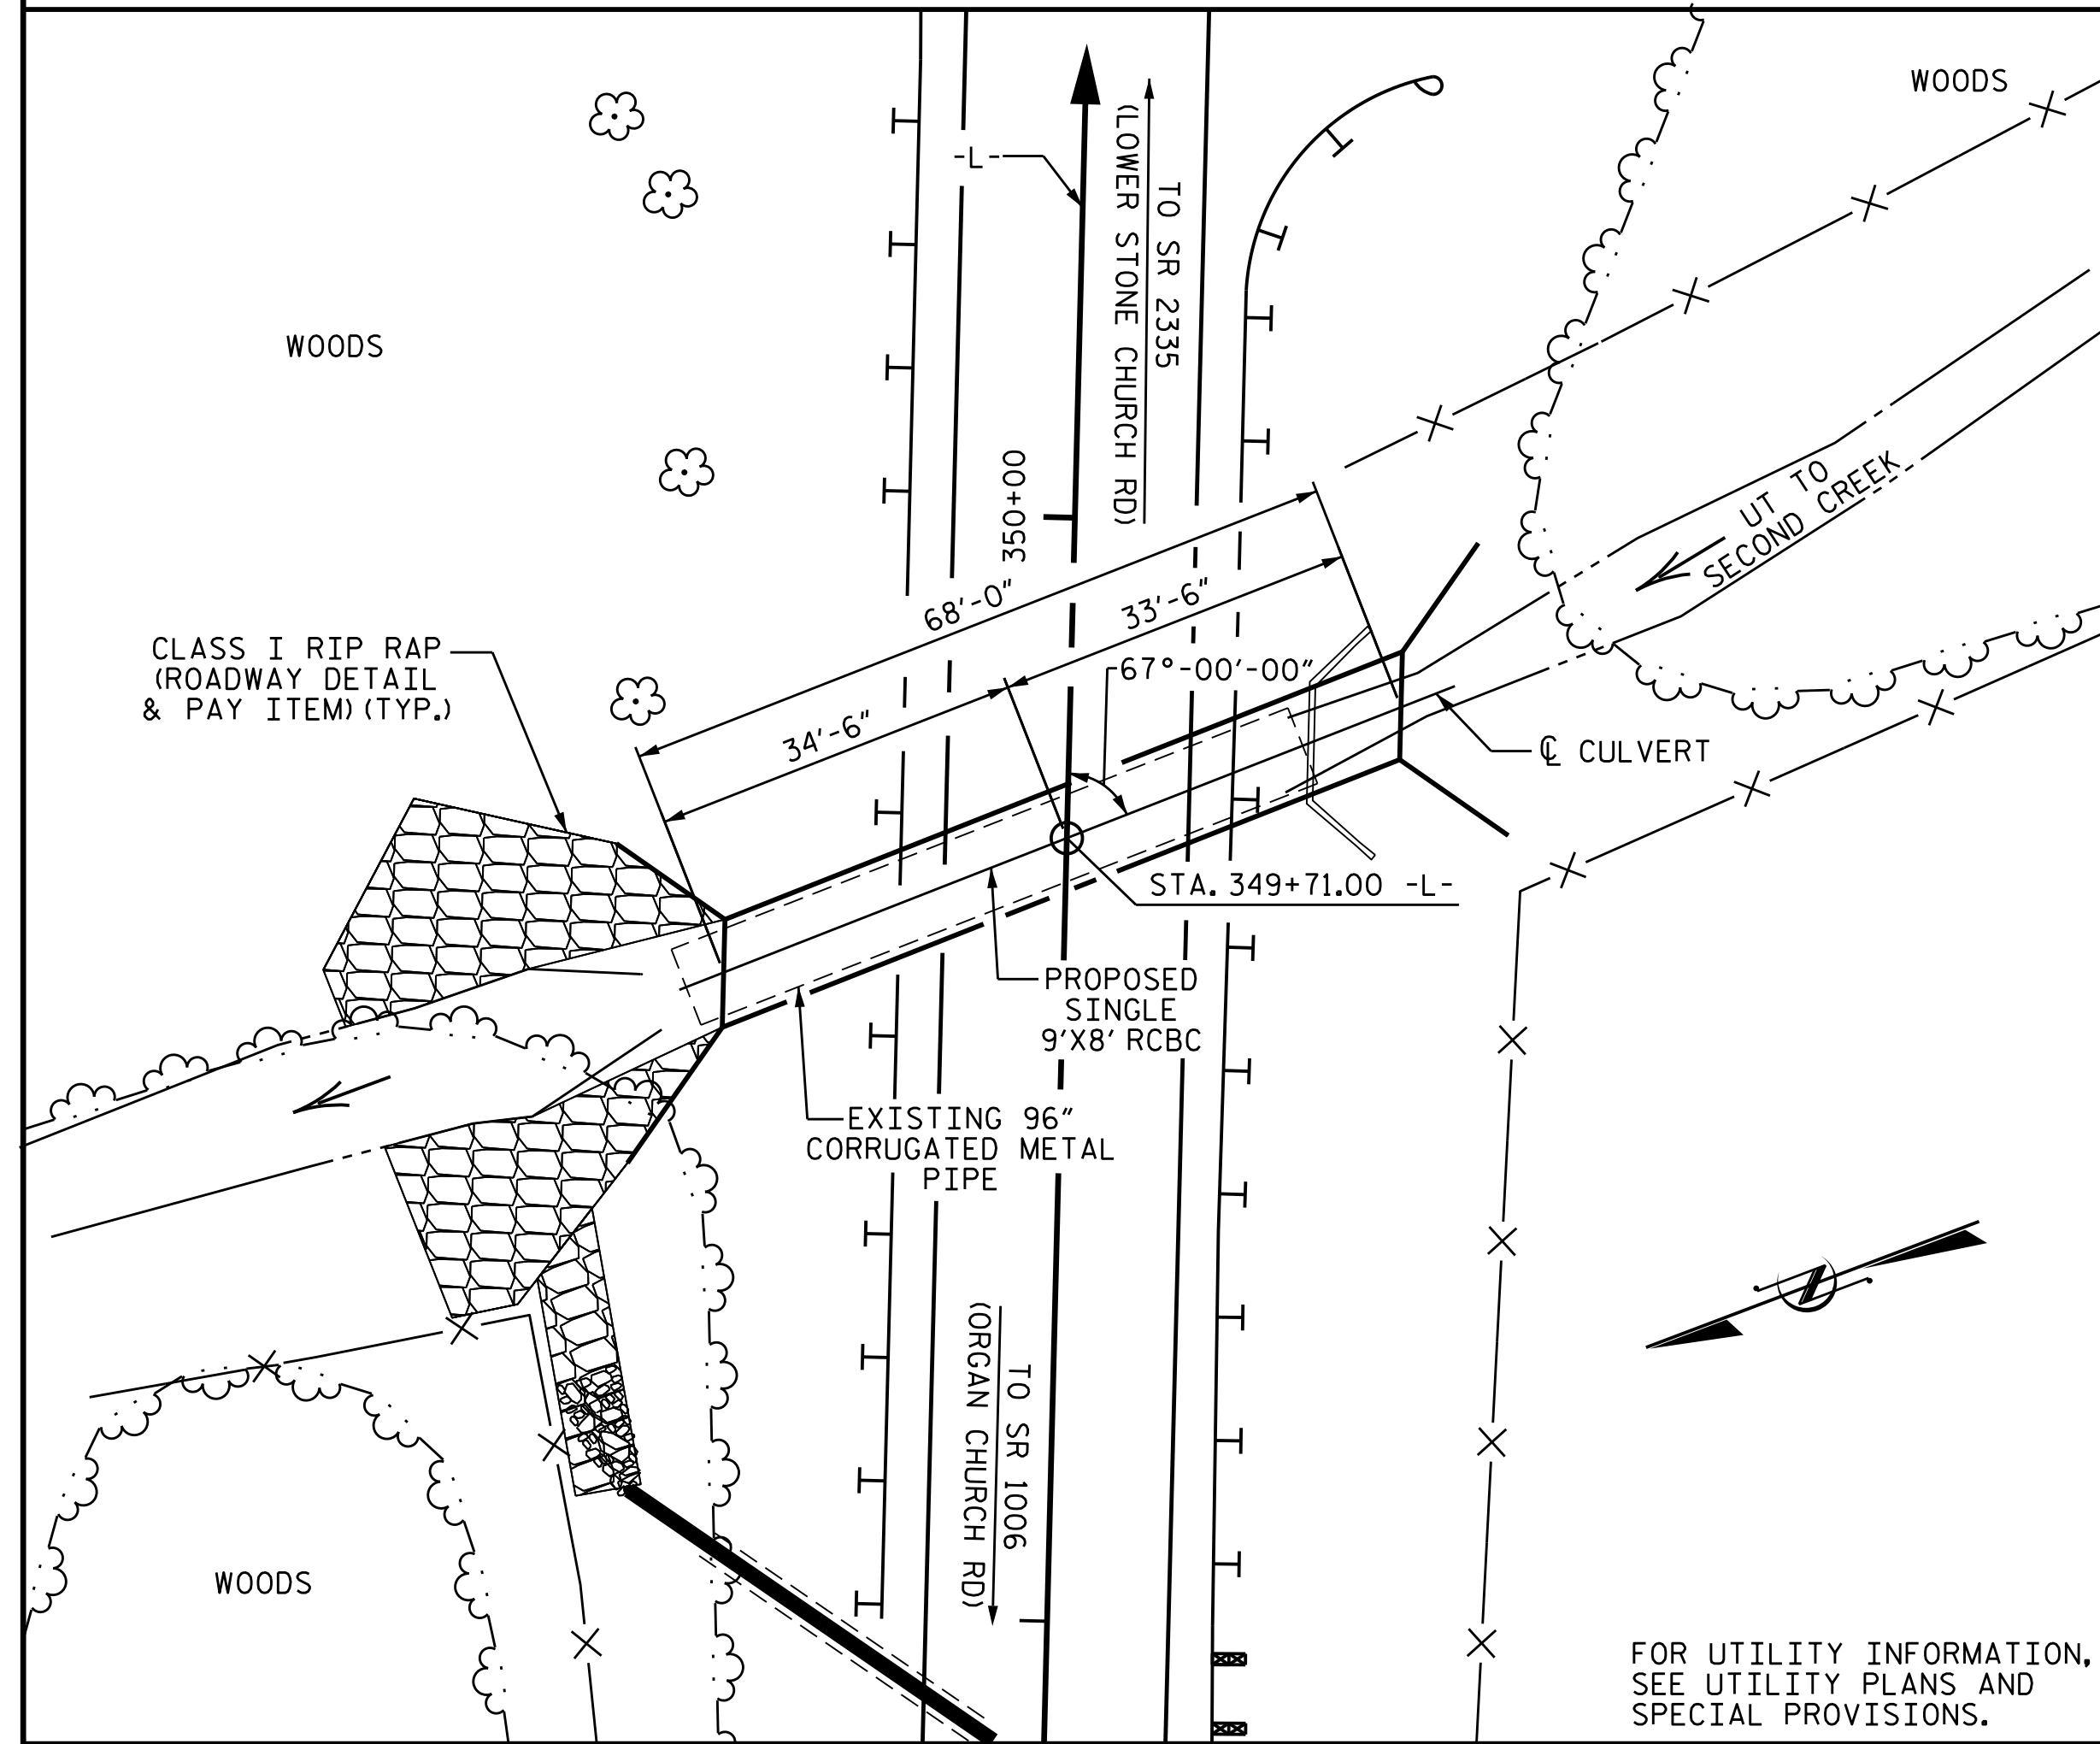 WOODS
-L-
TO SR 2335
(LOWER STONE CHURCH RD)
WOODS
350+00
UT TO
SECOND CREEK
68'-0"
33'-6"
CLASS I RIP RAP
(ROADWAY DETAIL
& PAY ITEM)(TYP.)
67°-00'-00"
34'-6"
℄ CULVERT
STA. 349+71.00 -L-
PROPOSED
SINGLE
9'X8' RCBC
EXISTING 96"
CORRUGATED METAL
PIPE
TO SR 1006
(ORGAN CHURCH RD)
WOODS
FOR UTILITY INFORMATION,
SEE UTILITY PLANS AND
SPECIAL PROVISIONS.